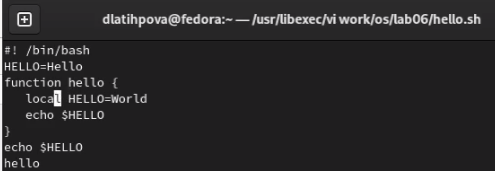 dlatihpova@fedora:~ — /usr/libexec/vi work/os/lab06/hello.sh
#! /bin/bash
HELLO=Hello
function hello {
   local HELLO=World
   echo $HELLO
}
echo $HELLO
hello